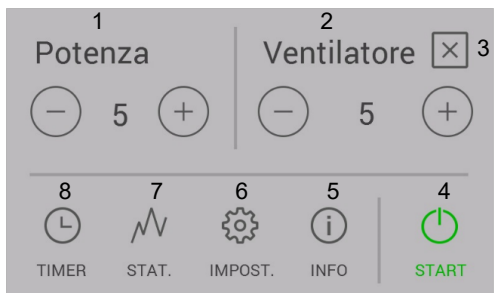 1 2
Potenza Ventilatore 3
5 5
8 7 6 5 4
TIMER STAT. IMPOST. INFO START